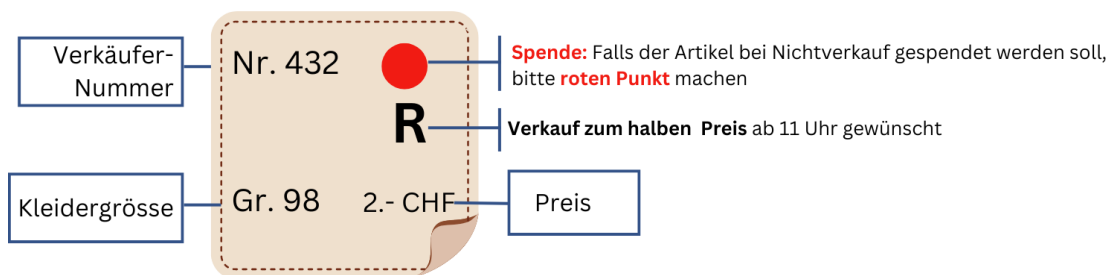 Verkäufer-
Nummer
Nr. 432
Spende: Falls der Artikel bei Nichtverkauf gespendet werden soll,
bitte roten Punkt machen
R
Verkauf zum halben Preis ab 11 Uhr gewünscht
Kleidergrösse
Gr. 98
2.- CHF
Preis